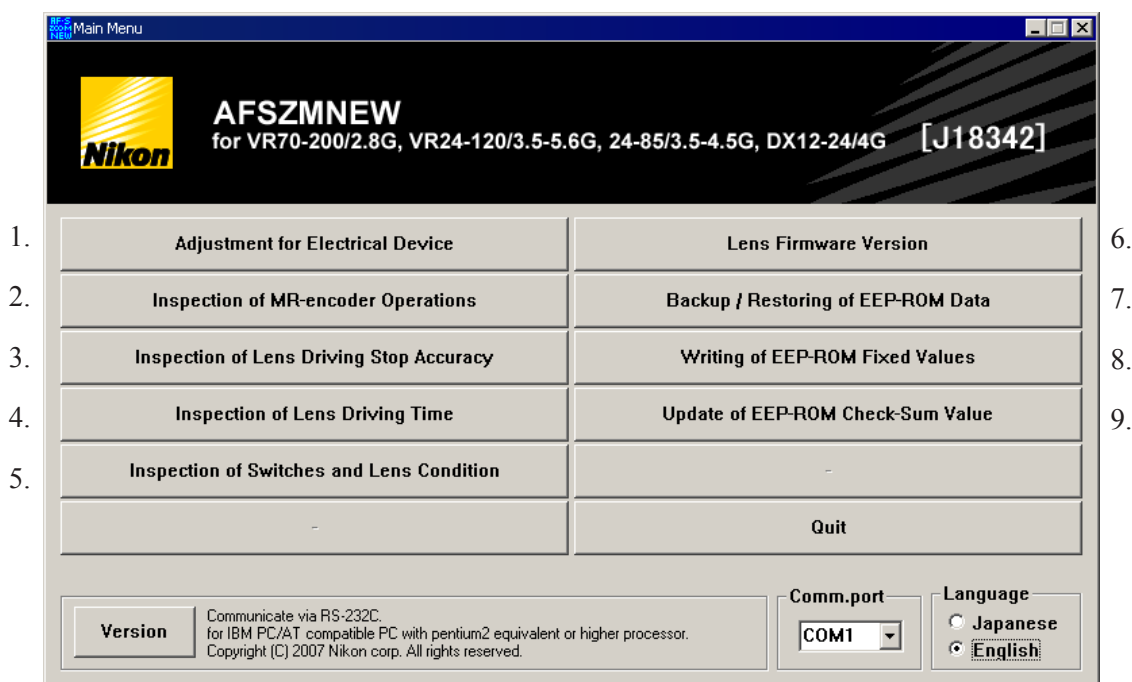 AF-S
ZOOM
NEW
Main Menu
Nikon
AFSZMNEW
for VR70-200/2.8G, VR24-120/3.5-5.6G, 24-85/3.5-4.5G, DX12-24/4G
[J18342]
1.
Adjustment for Electrical Device
Lens Firmware Version
6.
2.
Inspection of MR-encoder Operations
Backup / Restoring of EEP-ROM Data
7.
3.
Inspection of Lens Driving Stop Accuracy
Writing of EEP-ROM Fixed Values
8.
4.
Inspection of Lens Driving Time
Update of EEP-ROM Check-Sum Value
9.
5.
Inspection of Switches and Lens Condition
-
-
Quit
Version
Communicate via RS-232C.
for IBM PC/AT compatible PC with pentium2 equivalent or higher processor.
Copyright (C) 2007 Nikon corp. All rights reserved.
Comm.port
COM1
Language
Japanese
English